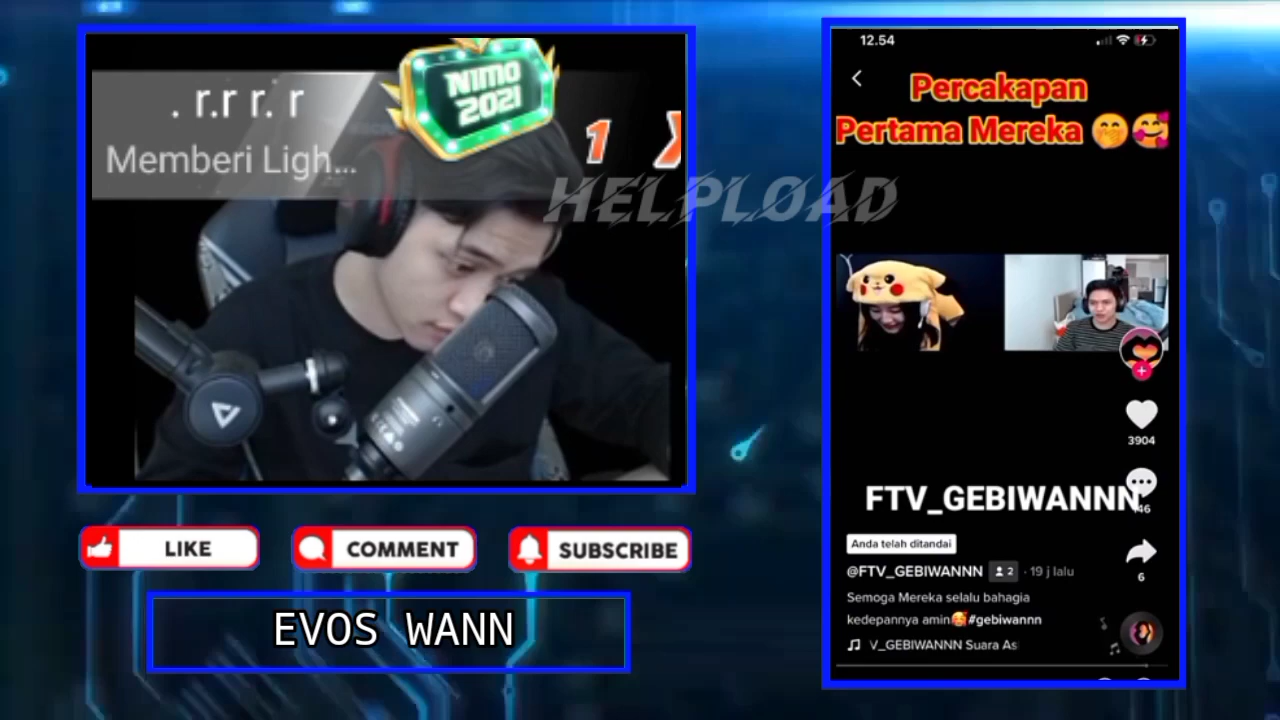 . r.r r. r
Memberi Ligh...
NIMO
2021
1 X
HELPLOAD
LIKE
COMMENT
SUBSCRIBE
EVOS WANN
12.54
Percakapan
Pertama Mereka 🤭🥰
3904
FTV_GEBIWANNN
46
Anda telah ditandai
@FTV_GEBIWANNN 2 · 19 j lalu
6
Semoga Mereka selalu bahagia
kedepannya amin🥰#gebiwannn
V_GEBIWANNN Suara As